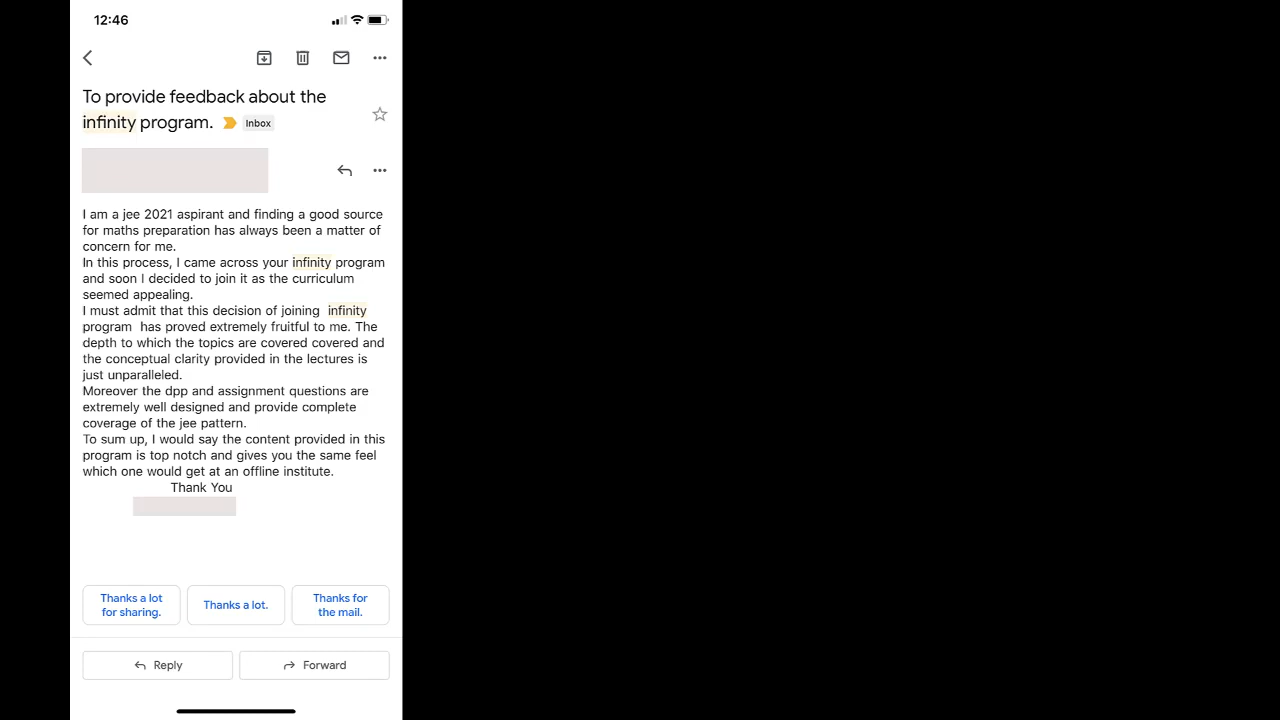 12:46
To provide feedback about the
infinity program. Inbox
I am a jee 2021 aspirant and finding a good source
for maths preparation has always been a matter of
concern for me.
In this process, I came across your infinity program
and soon I decided to join it as the curriculum
seemed appealing.
I must admit that this decision of joining infinity
program has proved extremely fruitful to me. The
depth to which the topics are covered covered and
the conceptual clarity provided in the lectures is
just unparalleled.
Moreover the dpp and assignment questions are
extremely well designed and provide complete
coverage of the jee pattern.
To sum up, I would say the content provided in this
program is top notch and gives you the same feel
which one would get at an offline institute.
Thank You
Thanks a lot
for sharing.
Thanks a lot.
Thanks for
the mail.
Reply
Forward